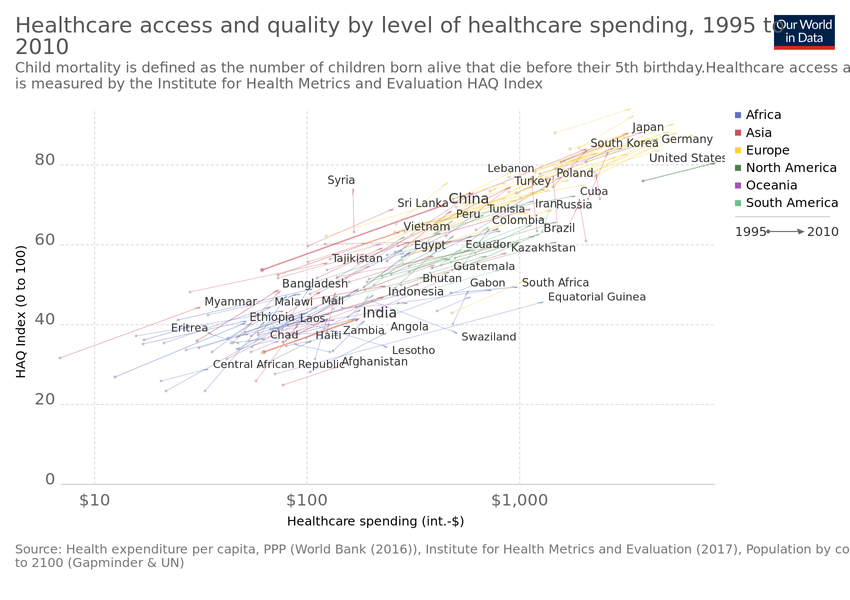 Healthcare access and quality by level of healthcare spending, 1995 to
2010
Our World
in Data
Child mortality is defined as the number of children born alive that die before their 5th birthday.Healthcare access a
is measured by the Institute for Health Metrics and Evaluation HAQ Index
Africa
Asia
Europe
North America
Oceania
South America
1995 2010
HAQ Index (0 to 100)
80
60
40
20
0
Japan
Germany
South Korea
United States
Lebanon
Poland
Turkey
Syria
Cuba
China
Sri Lanka
Iran
Russia
Tunisia
Peru
Colombia
Vietnam
Brazil
Egypt
Ecuador
Kazakhstan
Tajikistan
Guatemala
Bhutan
Bangladesh
Gabon
South Africa
Indonesia
Equatorial Guinea
Myanmar
Malawi
Mali
India
Ethiopia
Laos
Eritrea
Zambia
Angola
Chad
Haiti
Swaziland
Lesotho
Central African Republic
Afghanistan
$10
$100
$1,000
Healthcare spending (int.-$)
Source: Health expenditure per capita, PPP (World Bank (2016)), Institute for Health Metrics and Evaluation (2017), Population by co
to 2100 (Gapminder & UN)